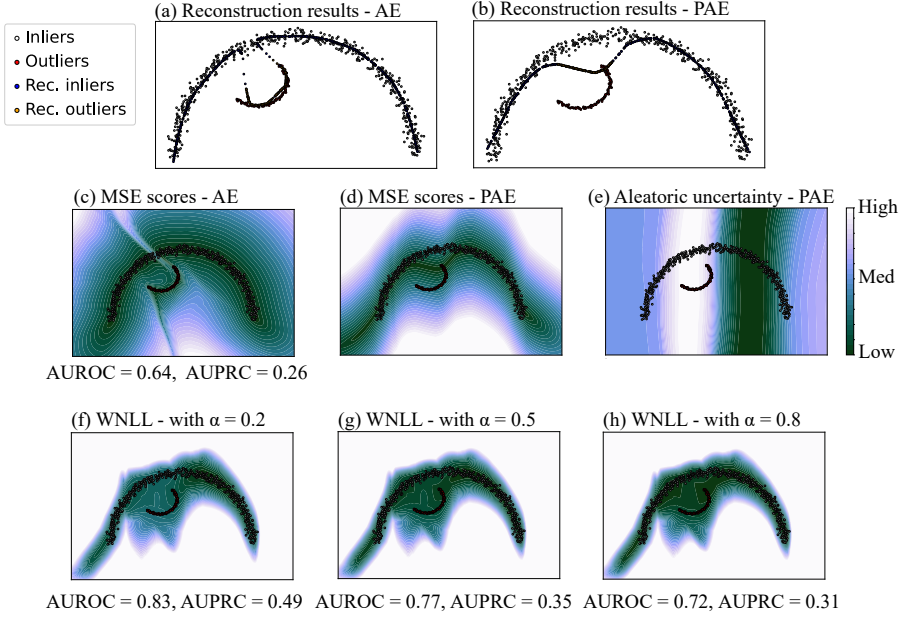 (a) Reconstruction results - AE
(b) Reconstruction results - PAE
Inliers
Outliers
Rec. inliers
Rec. outliers
(c) MSE scores - AE
(d) MSE scores - PAE
(e) Aleatoric uncertainty - PAE
High
Med
Low
AUROC = 0.64, AUPRC = 0.26
(f) WNLL - with α = 0.2
(g) WNLL - with α = 0.5
(h) WNLL - with α = 0.8
AUROC = 0.83, AUPRC = 0.49
AUROC = 0.77, AUPRC = 0.35
AUROC = 0.72, AUPRC = 0.31